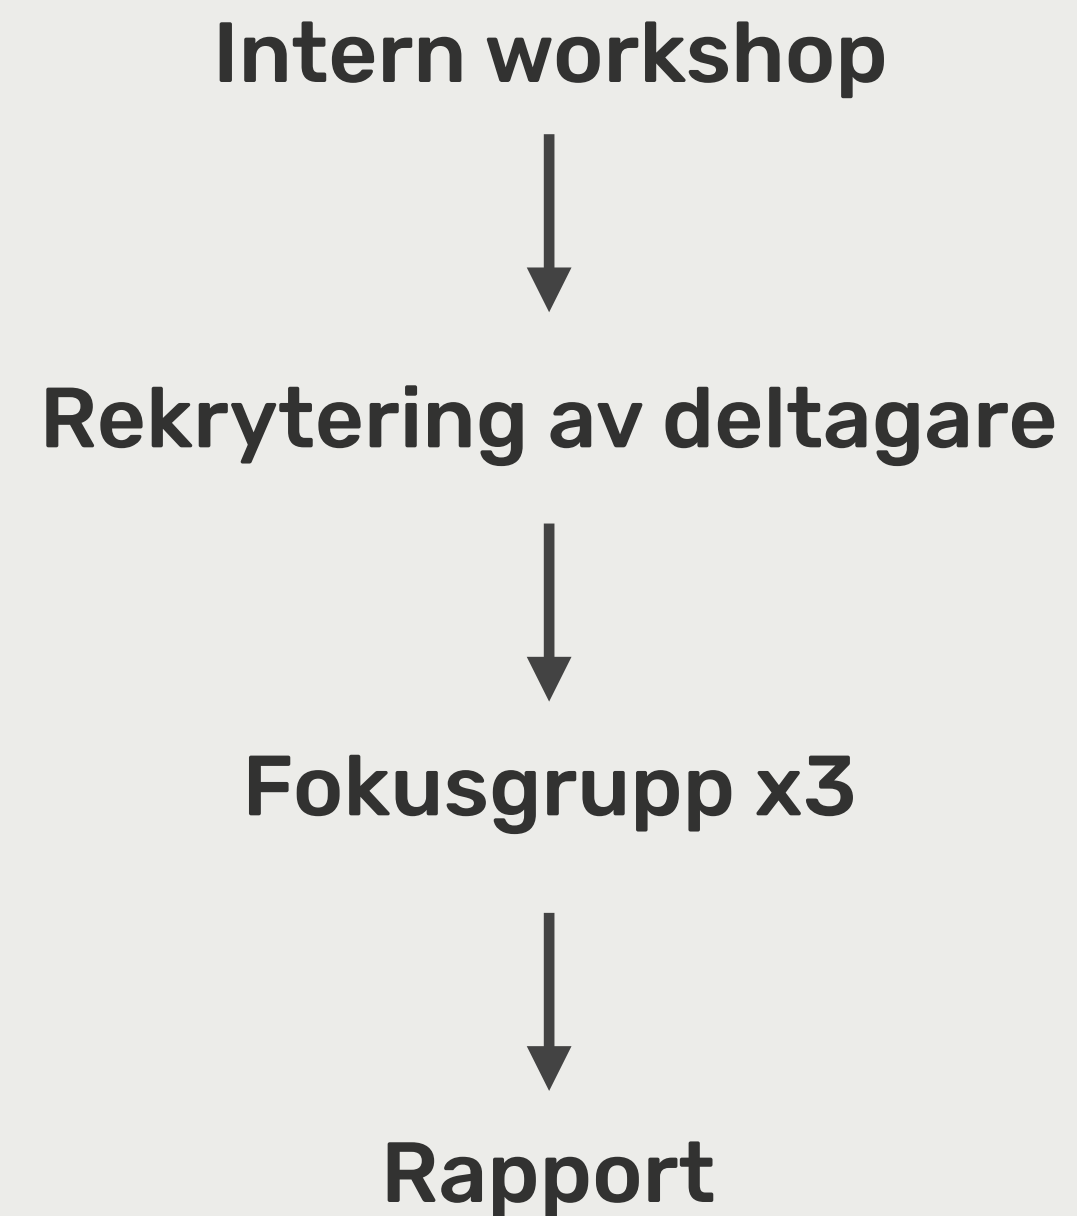 Intern workshop
Rekrytering av deltagare
Fokusgrupp x3
Rapport